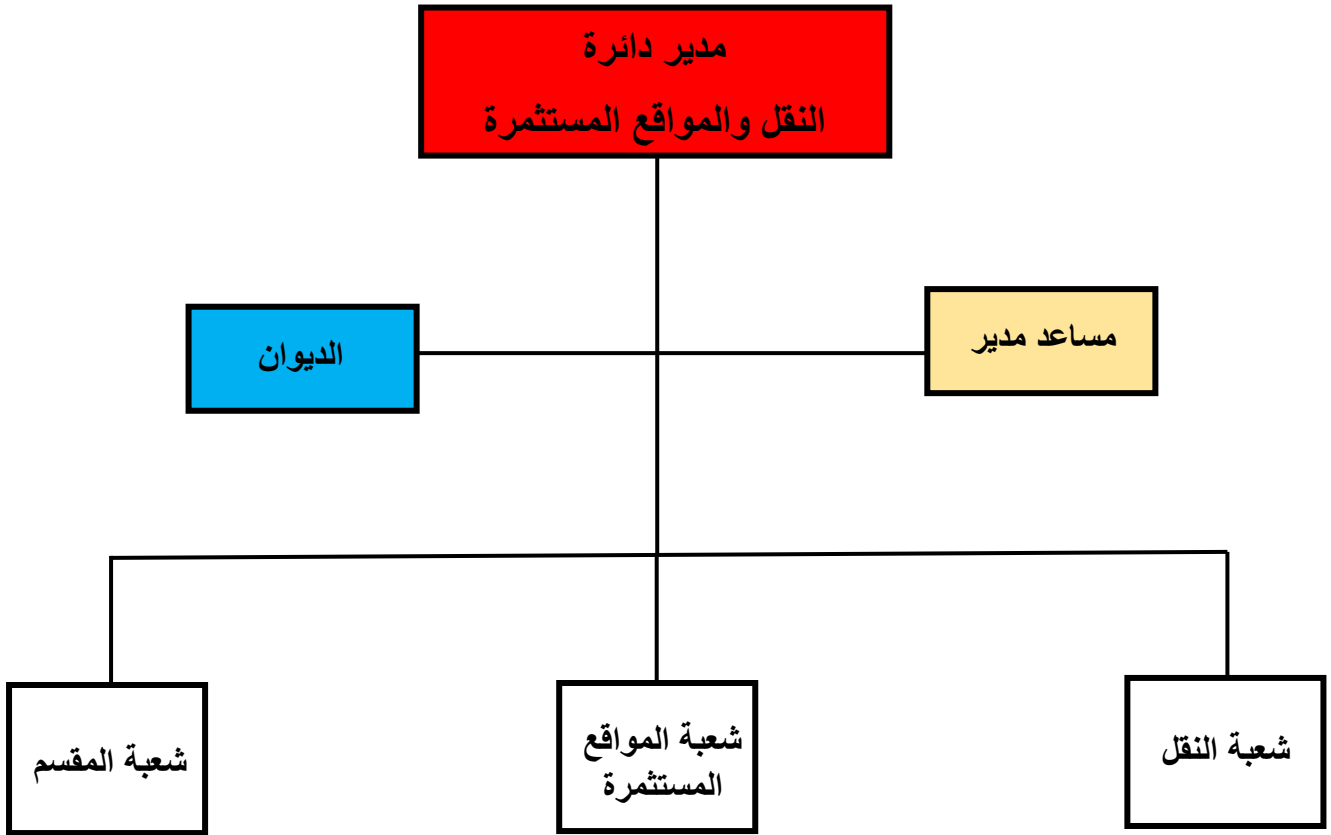 مدير دائرة
النقل والمواقع المستثمرة
مساعد مدير
الديوان
شعبة النقل
شعبة المواقع
المستثمرة
شعبة المقسم